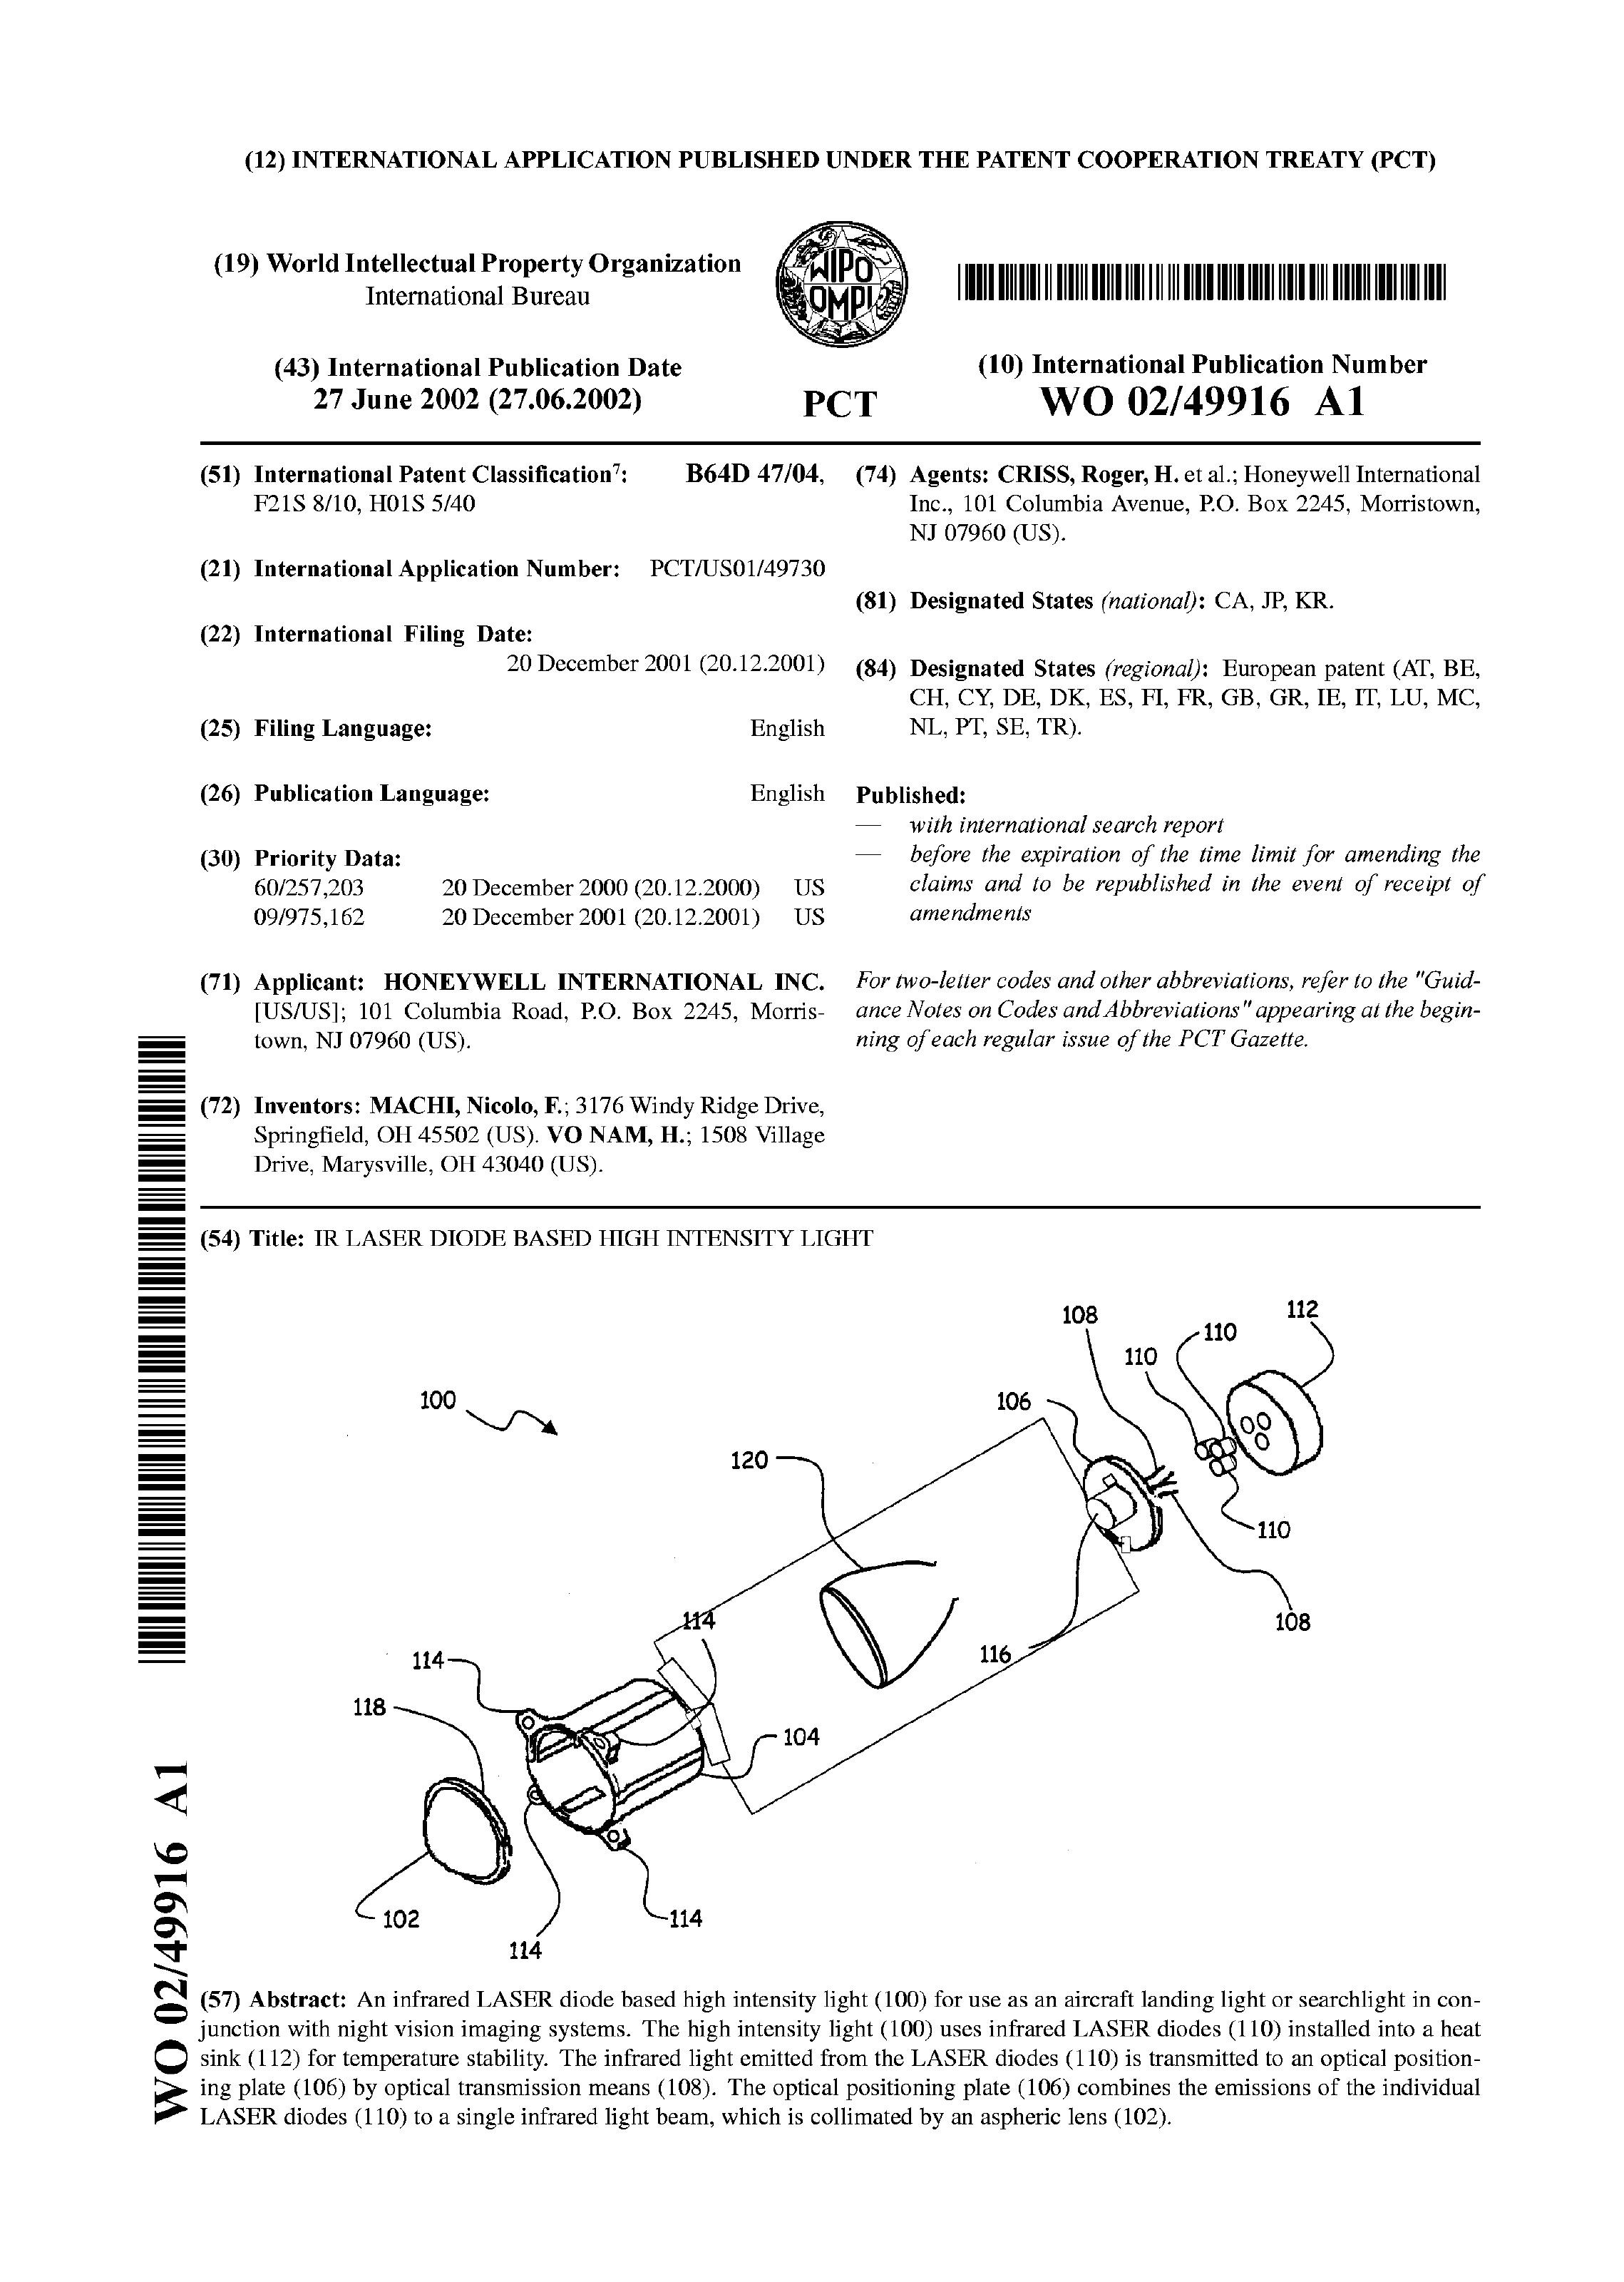 (12) INTERNATIONAL APPLICATION PUBLISHED UNDER THE PATENT COOPERATION TREATY (PCT)
(19) World Intellectual Property Organization
International Bureau
WIPO
OMPI
(43) International Publication Date
27 June 2002 (27.06.2002)
PCT
(10) International Publication Number
WO 02/49916 A1
(51) International Patent Classification7: B64D 47/04,
F21S 8/10, H01S 5/40
(21) International Application Number: PCT/US01/49730
(22) International Filing Date:
20 December 2001 (20.12.2001)
(25) Filing Language: English
(26) Publication Language: English
(30) Priority Data:
60/257,203 20 December 2000 (20.12.2000) US
09/975,162 20 December 2001 (20.12.2001) US
(71) Applicant: HONEYWELL INTERNATIONAL INC.
[US/US]; 101 Columbia Road, P.O. Box 2245, Morris-
town, NJ 07960 (US).
(72) Inventors: MACHI, Nicolo, F.; 3176 Windy Ridge Drive,
Springfield, OH 45502 (US). VO NAM, H.; 1508 Village
Drive, Marysville, OH 43040 (US).
(74) Agents: CRISS, Roger, H. et al.; Honeywell International
Inc., 101 Columbia Avenue, P.O. Box 2245, Morristown,
NJ 07960 (US).
(81) Designated States (national): CA, JP, KR.
(84) Designated States (regional): European patent (AT, BE,
CH, CY, DE, DK, ES, FI, FR, GB, GR, IE, IT, LU, MC,
NL, PT, SE, TR).
Published:
— with international search report
— before the expiration of the time limit for amending the
claims and to be republished in the event of receipt of
amendments
For two-letter codes and other abbreviations, refer to the "Guid-
ance Notes on Codes and Abbreviations" appearing at the begin-
ning of each regular issue of the PCT Gazette.
(54) Title: IR LASER DIODE BASED HIGH INTENSITY LIGHT
112
108
110
110
100
106
120
110
114
108
116
114
118
104
102
114
114
WO 02/49916 A1
(57) Abstract: An infrared LASER diode based high intensity light (100) for use as an aircraft landing light or searchlight in con-
junction with night vision imaging systems. The high intensity light (100) uses infrared LASER diodes (110) installed into a heat
sink (112) for temperature stability. The infrared light emitted from the LASER diodes (110) is transmitted to an optical position-
ing plate (106) by optical transmission means (108). The optical positioning plate (106) combines the emissions of the individual
LASER diodes (110) to a single infrared light beam, which is collimated by an aspheric lens (102).